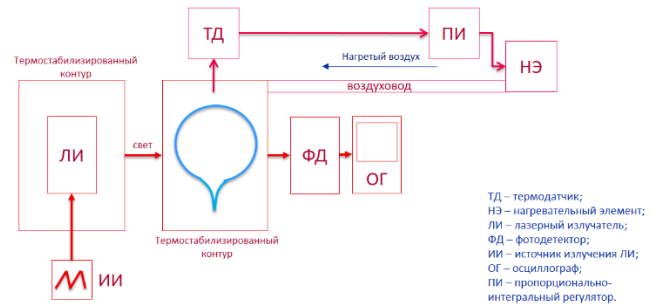 ТД
ПИ
НЭ
Нагретый воздух
воздуховод
Термостабилизированный
контур
ЛИ
свет
ФД
ОГ
Термостабилизированный
контур
ИИ
ТД – термодатчик;
НЭ – нагревательный элемент;
ЛИ – лазерный излучатель;
ФД – фотодетектор;
ИИ – источник излучения ЛИ;
ОГ – осциллограф;
ПИ – пропорционально-
интегральный регулятор.